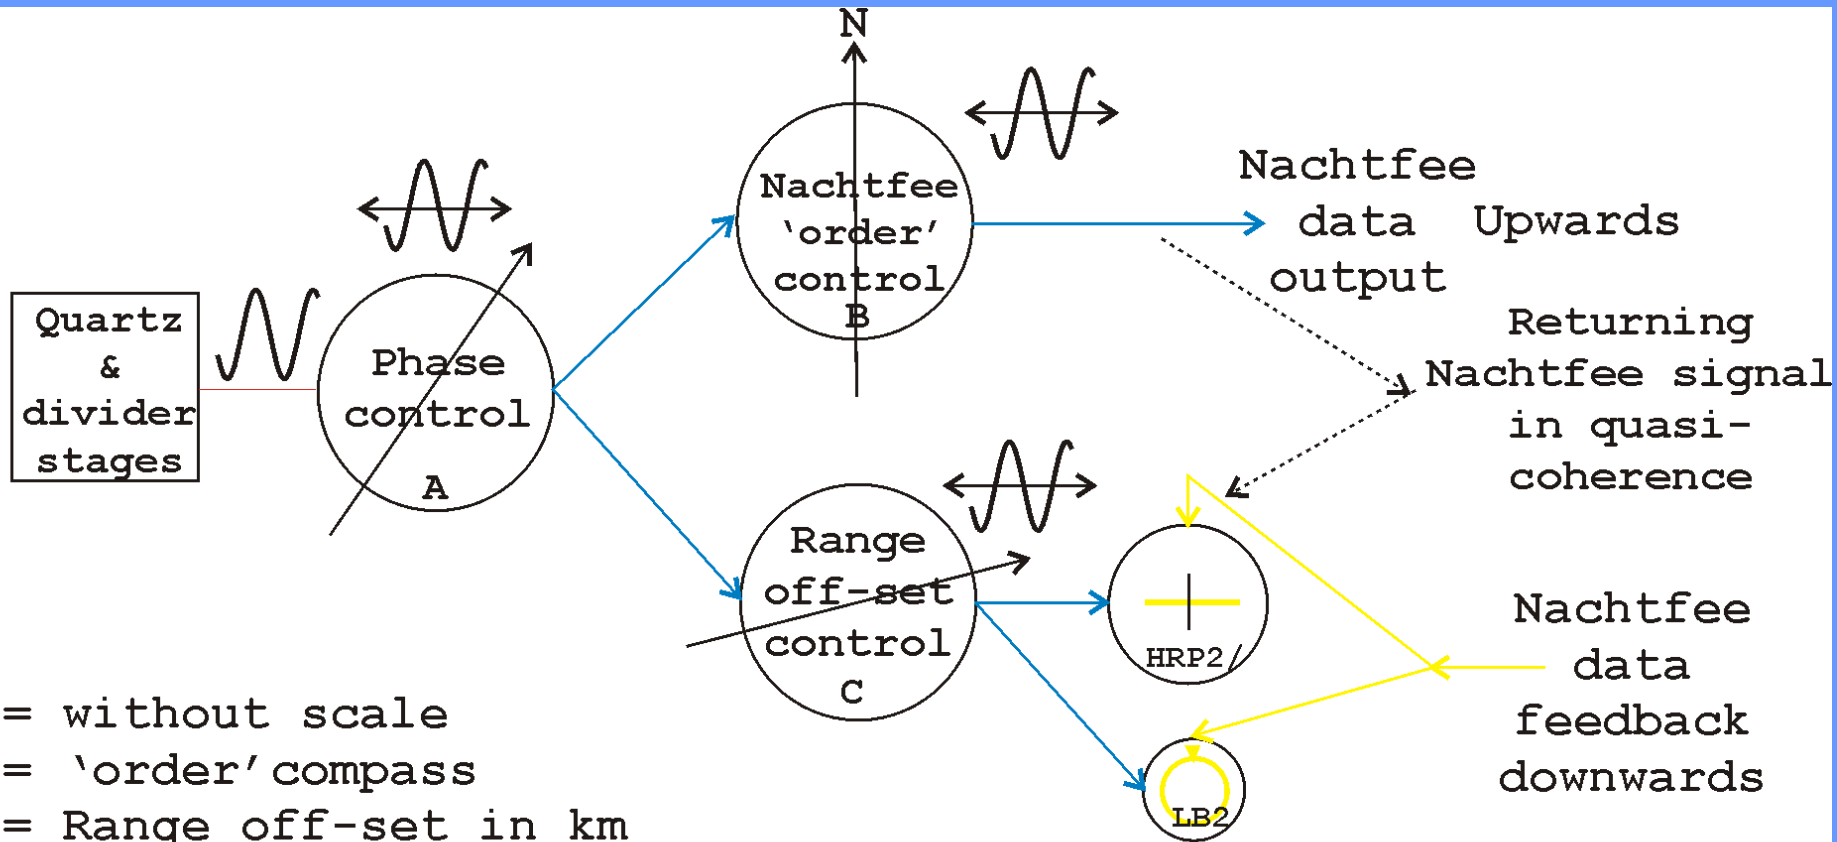 N
Nachtfee
‘order’
control
B
Nachtfee
data Upwards
output
Quartz
&
divider
stages
Phase
control
A
Returning
Nachtfee signal
in quasi-
coherence
Range
off-set
control
C
HRP2/
LB2
Nachtfee
data
feedback
downwards
= without scale
= ‘order’compass
= Range off-set in km